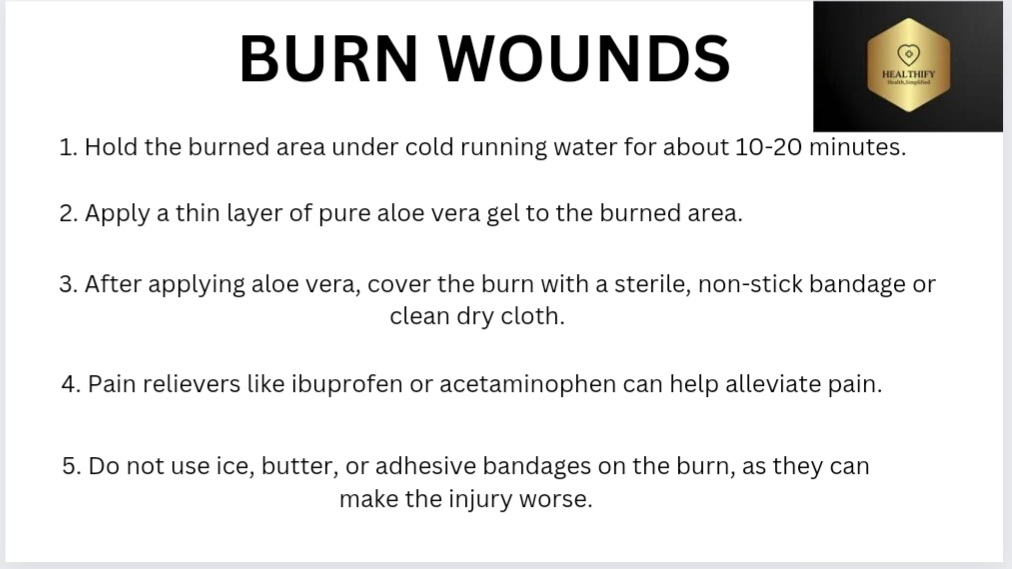 BURN WOUNDS
HEALTHIFY
Health,Simplified
1. Hold the burned area under cold running water for about 10-20 minutes.
2. Apply a thin layer of pure aloe vera gel to the burned area.
3. After applying aloe vera, cover the burn with a sterile, non-stick bandage or
clean dry cloth.
4. Pain relievers like ibuprofen or acetaminophen can help alleviate pain.
5. Do not use ice, butter, or adhesive bandages on the burn, as they can
make the injury worse.